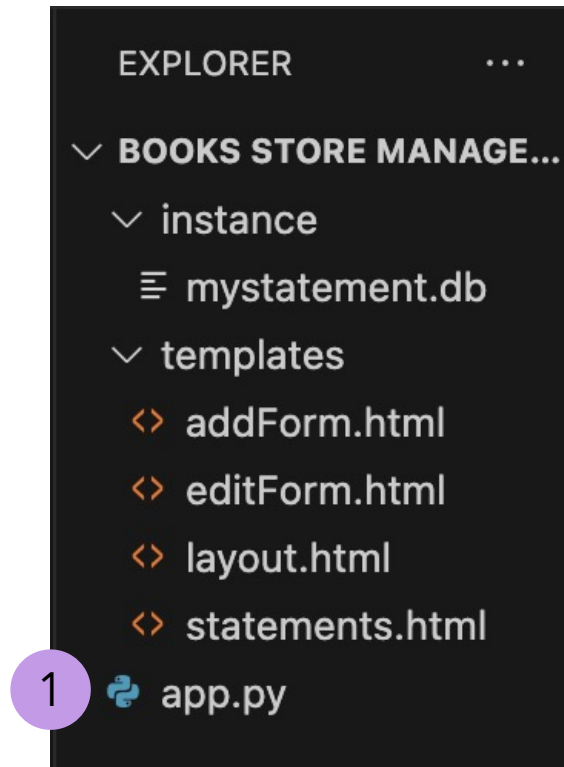 EXPLORER ...
BOOKS STORE MANAGE...
instance
mystatement.db
templates
addForm.html
editForm.html
layout.html
statements.html
1 app.py